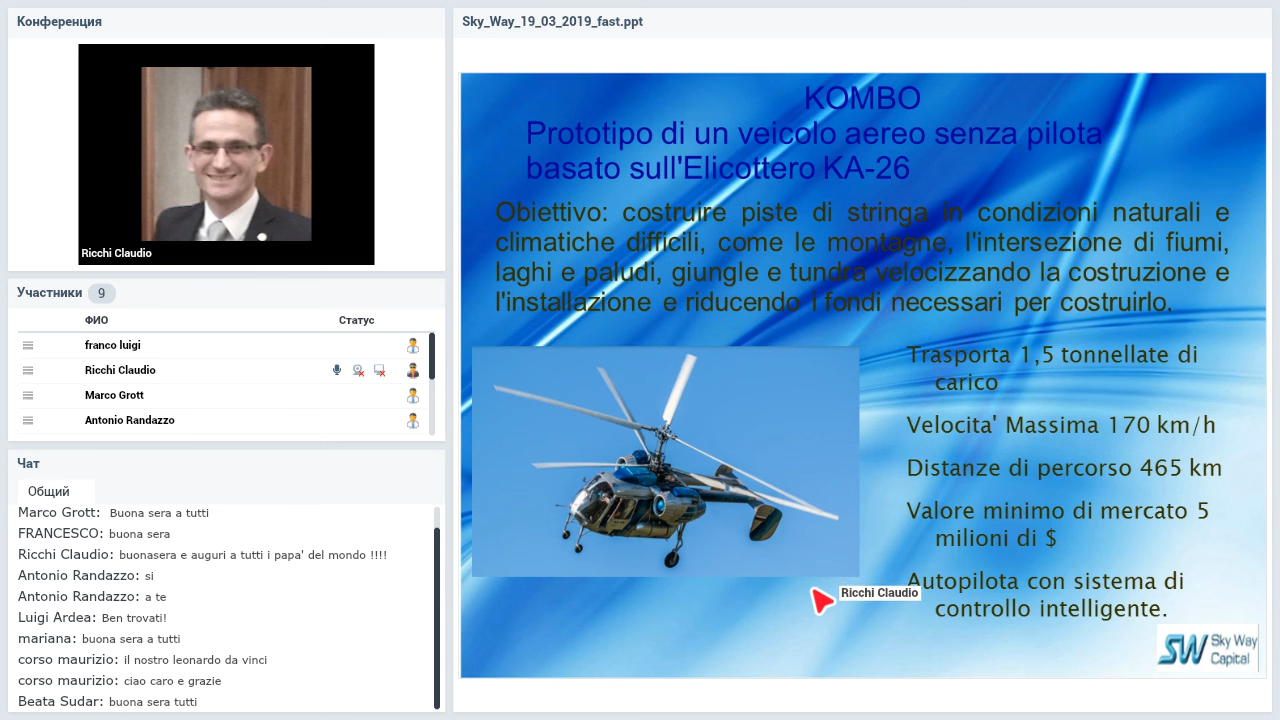 Конференция
Ricchi Claudio
Участники 9
ФИО Статус
franco luigi
Ricchi Claudio
Marco Grott
Antonio Randazzo
Чат
Общий
Marco Grott: Buona sera a tutti
FRANCESCO: buona sera
Ricchi Claudio: buonasera e auguri a tutti i papa' del mondo !!!!
Antonio Randazzo: si
Antonio Randazzo: a te
Luigi Ardea: Ben trovati!
mariana: buona sera a tutti
corso maurizio: il nostro leonardo da vinci
corso maurizio: ciao caro e grazie
Beata Sudar: buona sera tutti
Sky_Way_19_03_2019_fast.ppt
KOMBO
Prototipo di un veicolo aereo senza pilota
basato sull'Elicottero KA-26
Obiettivo: costruire piste di stringa in condizioni naturali e
climatiche difficili, come le montagne, l'intersezione di fiumi,
laghi e paludi, giungle e tundra velocizzando la costruzione e
l'installazione e riducendo i fondi necessari per costruirlo.
Trasporta 1,5 tonnellate di
carico
Velocita' Massima 170 km/h
Distanze di percorso 465 km
Valore minimo di mercato 5
milioni di $
Autopilota con sistema di
controllo intelligente.
Ricchi Claudio
SW Sky Way
Capital